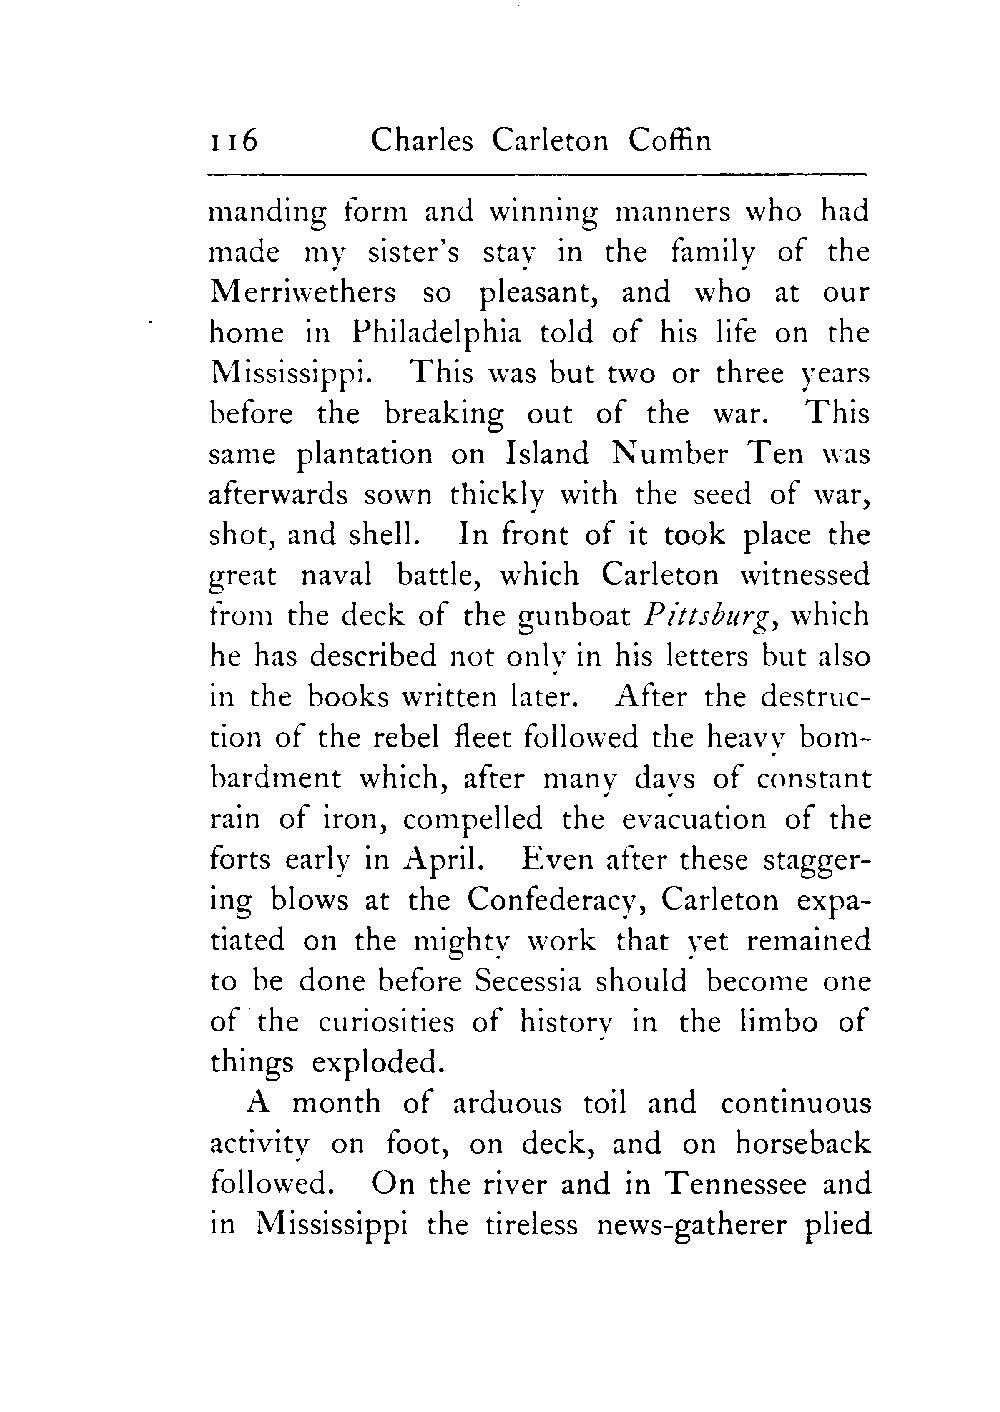 116 Charles Carleton Coffin
manding form and winning manners who had
made my sister's stay in the family of the
Merriwethers so pleasant, and who at our
home in Philadelphia told of his life on the
Mississippi. This was but two or three years
before the breaking out of the war. This
same plantation on Island Number Ten was
afterwards sown thickly with the seed of war,
shot, and shell. In front of it took place the
great naval battle, which Carleton witnessed
from the deck of the gunboat Pittsburg, which
he has described not only in his letters but also
in the books written later. After the destruc-
tion of the rebel fleet followed the heavy bom-
bardment which, after many days of constant
rain of iron, compelled the evacuation of the
forts early in April. Even after these stagger-
ing blows at the Confederacy, Carleton expa-
tiated on the mighty work that yet remained
to be done before Secessia should become one
of the curiosities of history in the limbo of
things exploded.
A month of arduous toil and continuous
activity on foot, on deck, and on horseback
followed. On the river and in Tennessee and
in Mississippi the tireless news-gatherer plied